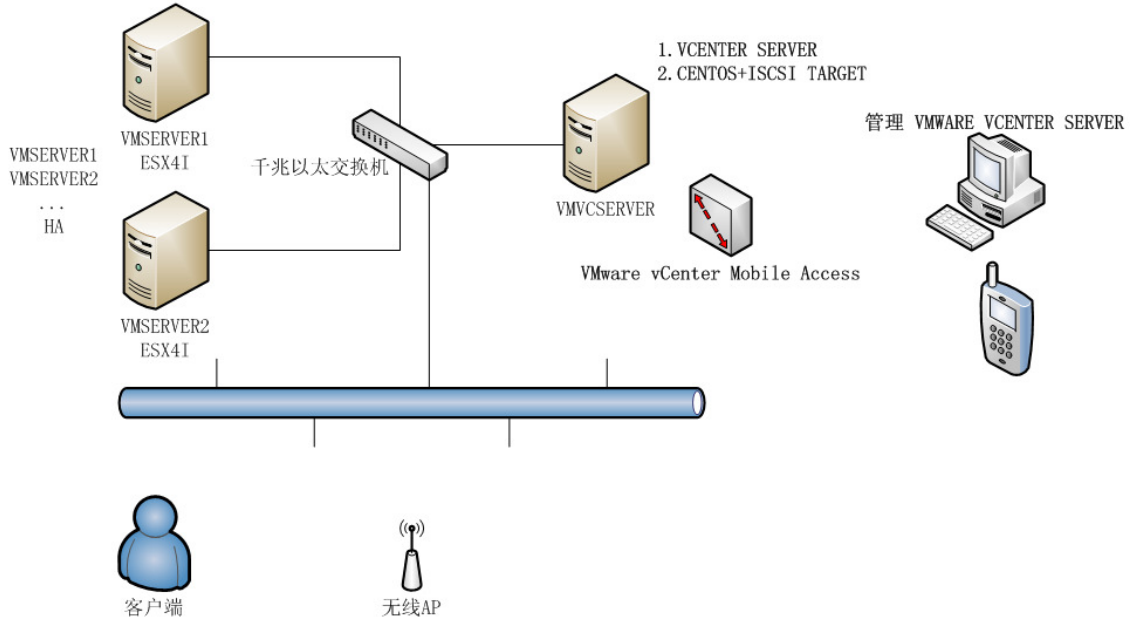 VMSERVER1
ESX4I
VMSERVER1
VMSERVER2
...
HA
VMSERVER2
ESX4I
千兆以太交换机
1.VCENTER SERVER
2.CENTOS+ISCSI TARGET
VMVCSERVER
VMware vCenter Mobile Access
管理 VMWARE VCENTER SERVER
客户端
无线AP